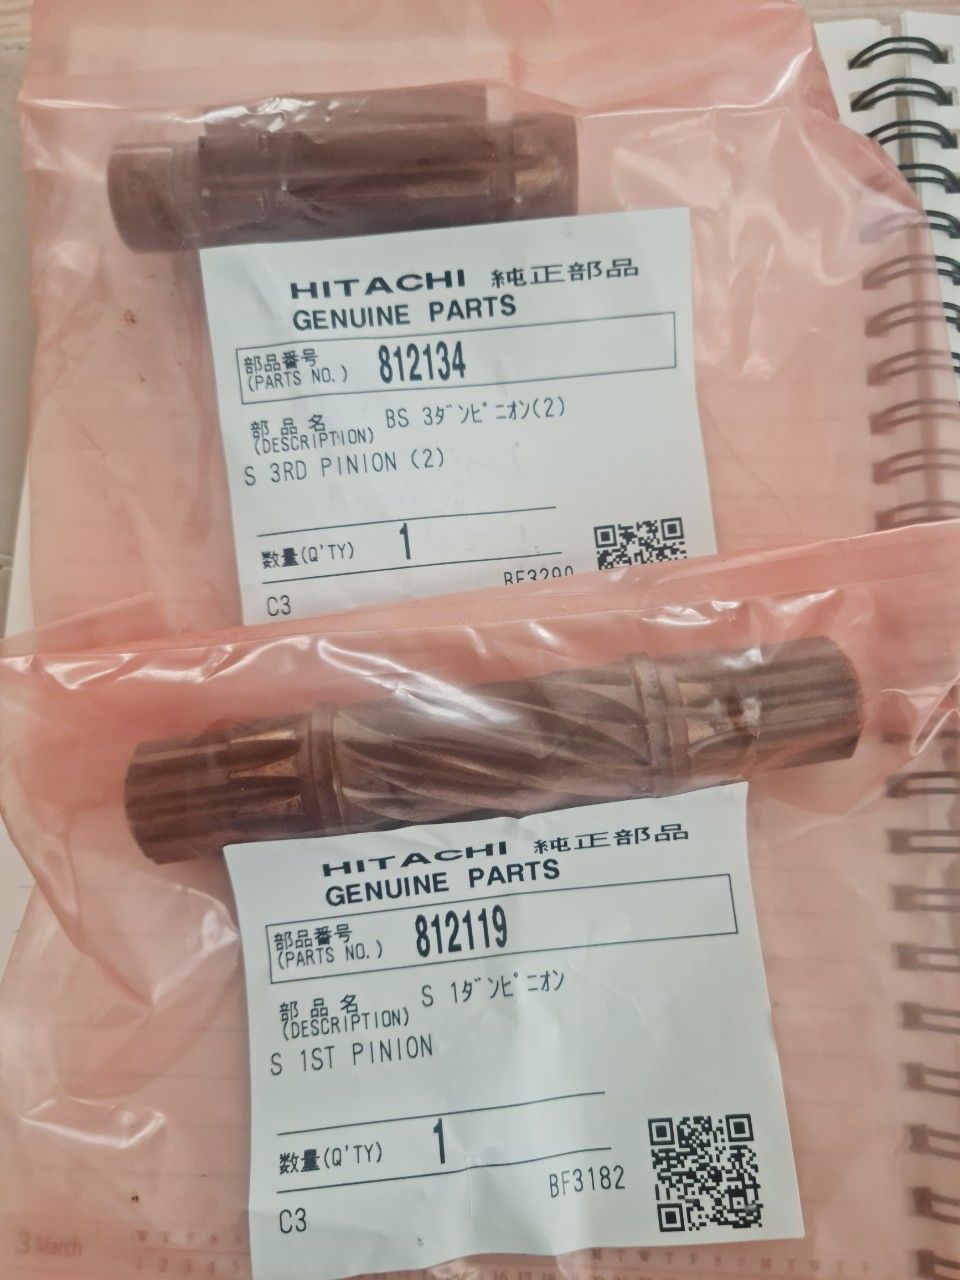 HITACHI 純正部品
GENUINE PARTS
部品番号
(PARTS NO.) 812134
部品名 BS 3ダンピニオン(2)
(DESCRIPTION)
S 3RD PINION (2)
数量(Q'TY) 1
BF3290
C3
HITACHI 純正部品
GENUINE PARTS
部品番号
(PARTS NO.) 812119
部品名 S 1ダンピニオン
(DESCRIPTION)
S 1ST PINION
数量(Q'TY) 1
BF3182
C3
3 March